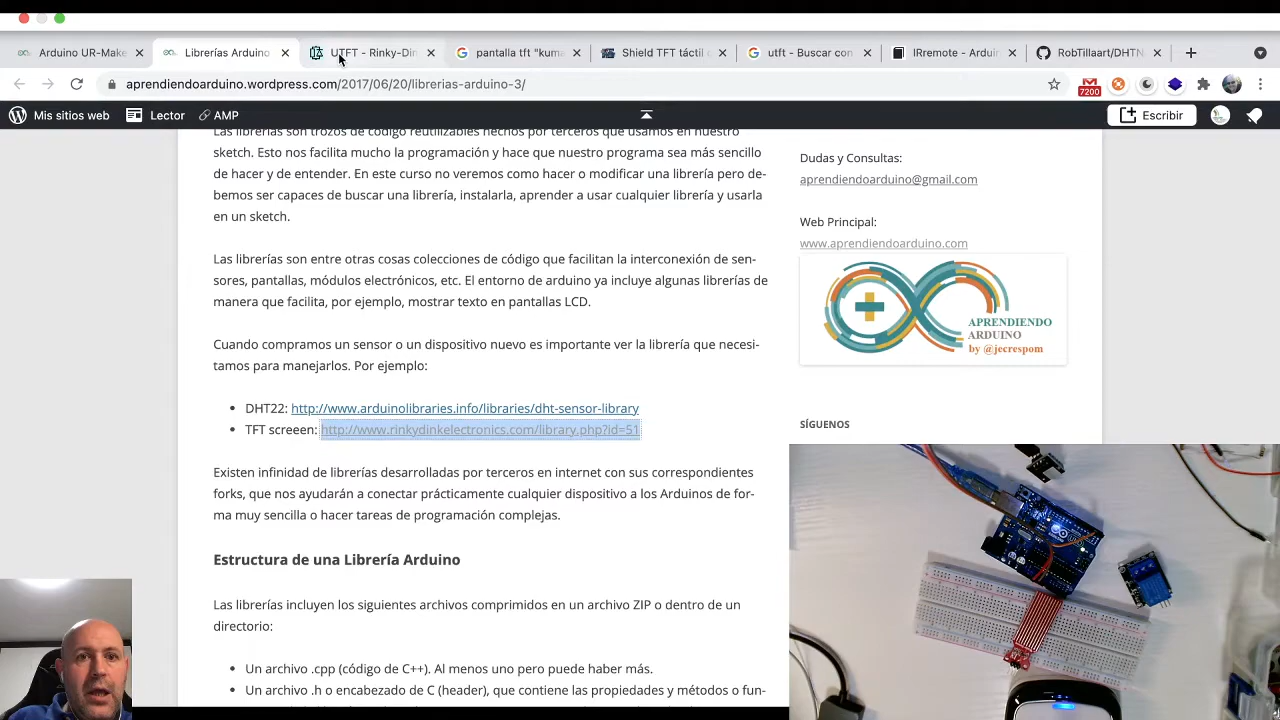 Arduino UR-Make
Librerías Arduino
UTFT - Rinky-Din
pantalla tft "kuma
Shield TFT táctil c
utft - Buscar con
IRremote - Arduin
RobTillaart/DHTN
aprendiendoarduino.wordpress.com/2017/06/20/librerias-arduino-3/
7200
Mis sitios web
Lector
AMP
Escribir
Las librerías son trozos de código reutilizables hechos por terceros que usamos en nuestro
sketch. Esto nos facilita mucho la programación y hace que nuestro programa sea más sencillo
de hacer y de entender. En este curso no veremos como hacer o modificar una librería pero de-
bemos ser capaces de buscar una librería, instalarla, aprender a usar cualquier librería y usarla
en un sketch.
Las librerías son entre otras cosas colecciones de código que facilitan la interconexión de sen-
sores, pantallas, módulos electrónicos, etc. El entorno de arduino ya incluye algunas librerías de
manera que facilita, por ejemplo, mostrar texto en pantallas LCD.
Cuando compramos un sensor o un dispositivo nuevo es importante ver la librería que necesi-
tamos para manejarlos. Por ejemplo:
DHT22: http://www.arduinolibraries.info/libraries/dht-sensor-library
TFT screeen: http://www.rinkydinkelectronics.com/library.php?id=51
Existen infinidad de librerías desarrolladas por terceros en internet con sus correspondientes
forks, que nos ayudarán a conectar prácticamente cualquier dispositivo a los Arduinos de for-
ma muy sencilla o hacer tareas de programación complejas.
Estructura de una Librería Arduino
Las librerías incluyen los siguientes archivos comprimidos en un archivo ZIP o dentro de un
directorio:
Un archivo .cpp (código de C++). Al menos uno pero puede haber más.
Un archivo .h o encabezado de C (header), que contiene las propiedades y métodos o fun-
Dudas y Consultas:
aprendiendoarduino@gmail.com
Web Principal:
www.aprendiendoarduino.com
APRENDIENDO
ARDUINO
by @jecrespom
SÍGUENOS